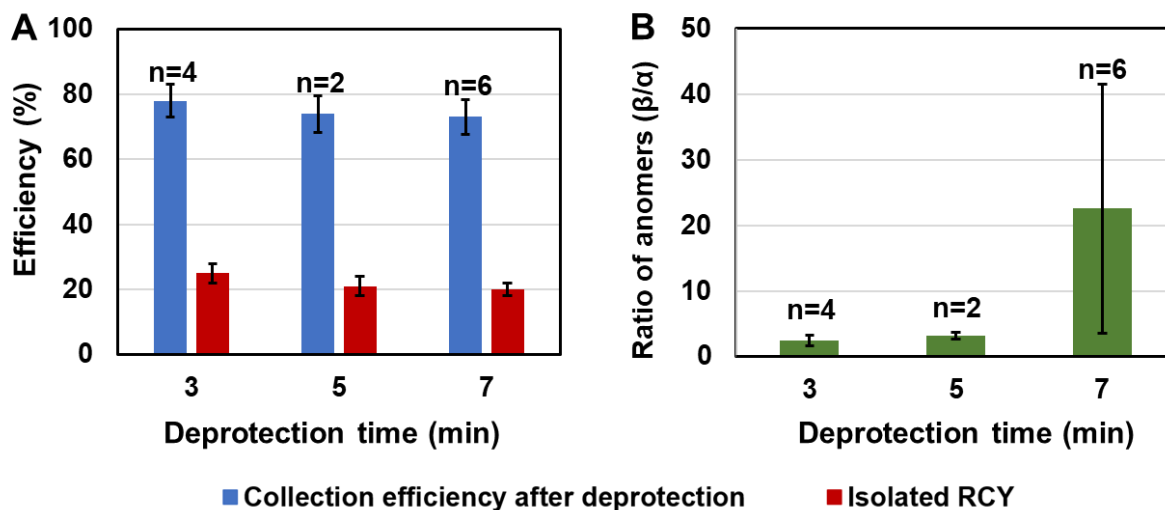 A
Efficiency (%)
100
80
60
40
20
0
n=4
n=2
n=6
3
5
7
Deprotection time (min)
B
Ratio of anomers (β/α)
50
40
30
20
10
0
n=4
n=2
n=6
3
5
7
Deprotection time (min)
Collection efficiency after deprotection
Isolated RCY